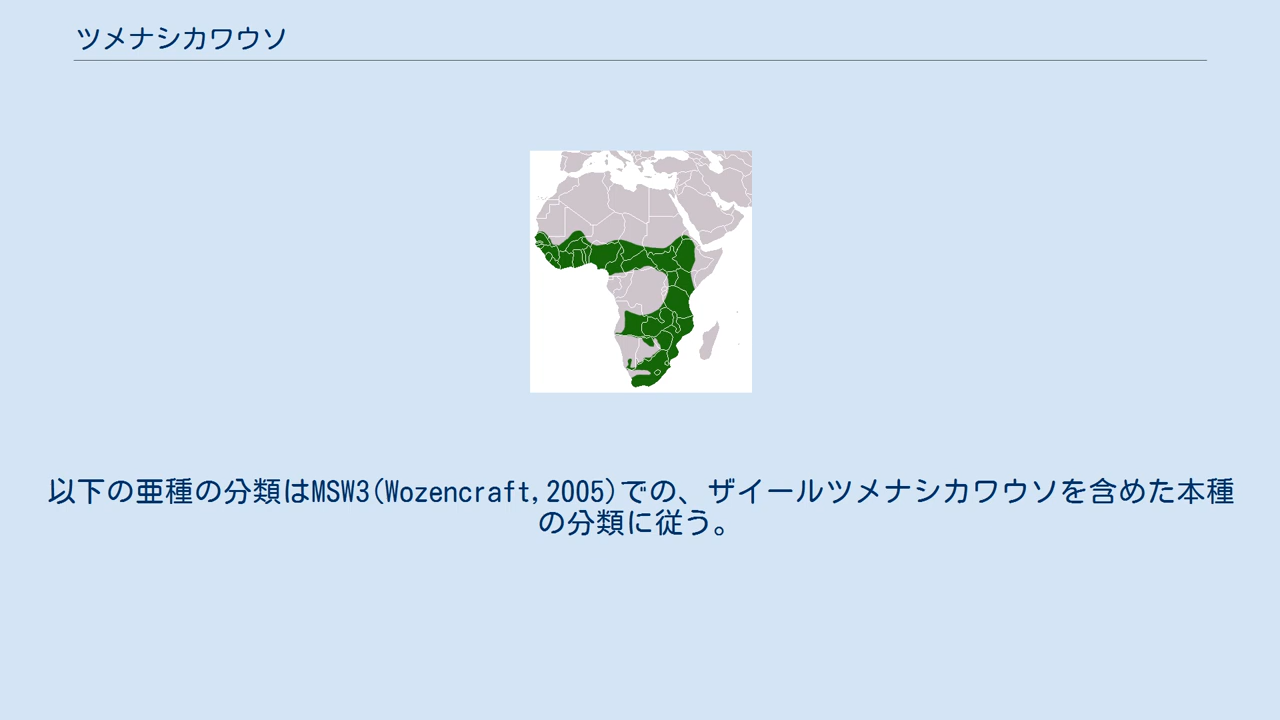 ツメナシカワウソ
以下の亜種の分類はMSW3(Wozencraft,2005)での、ザイールツメナシカワウソを含めた本種
の分類に従う。